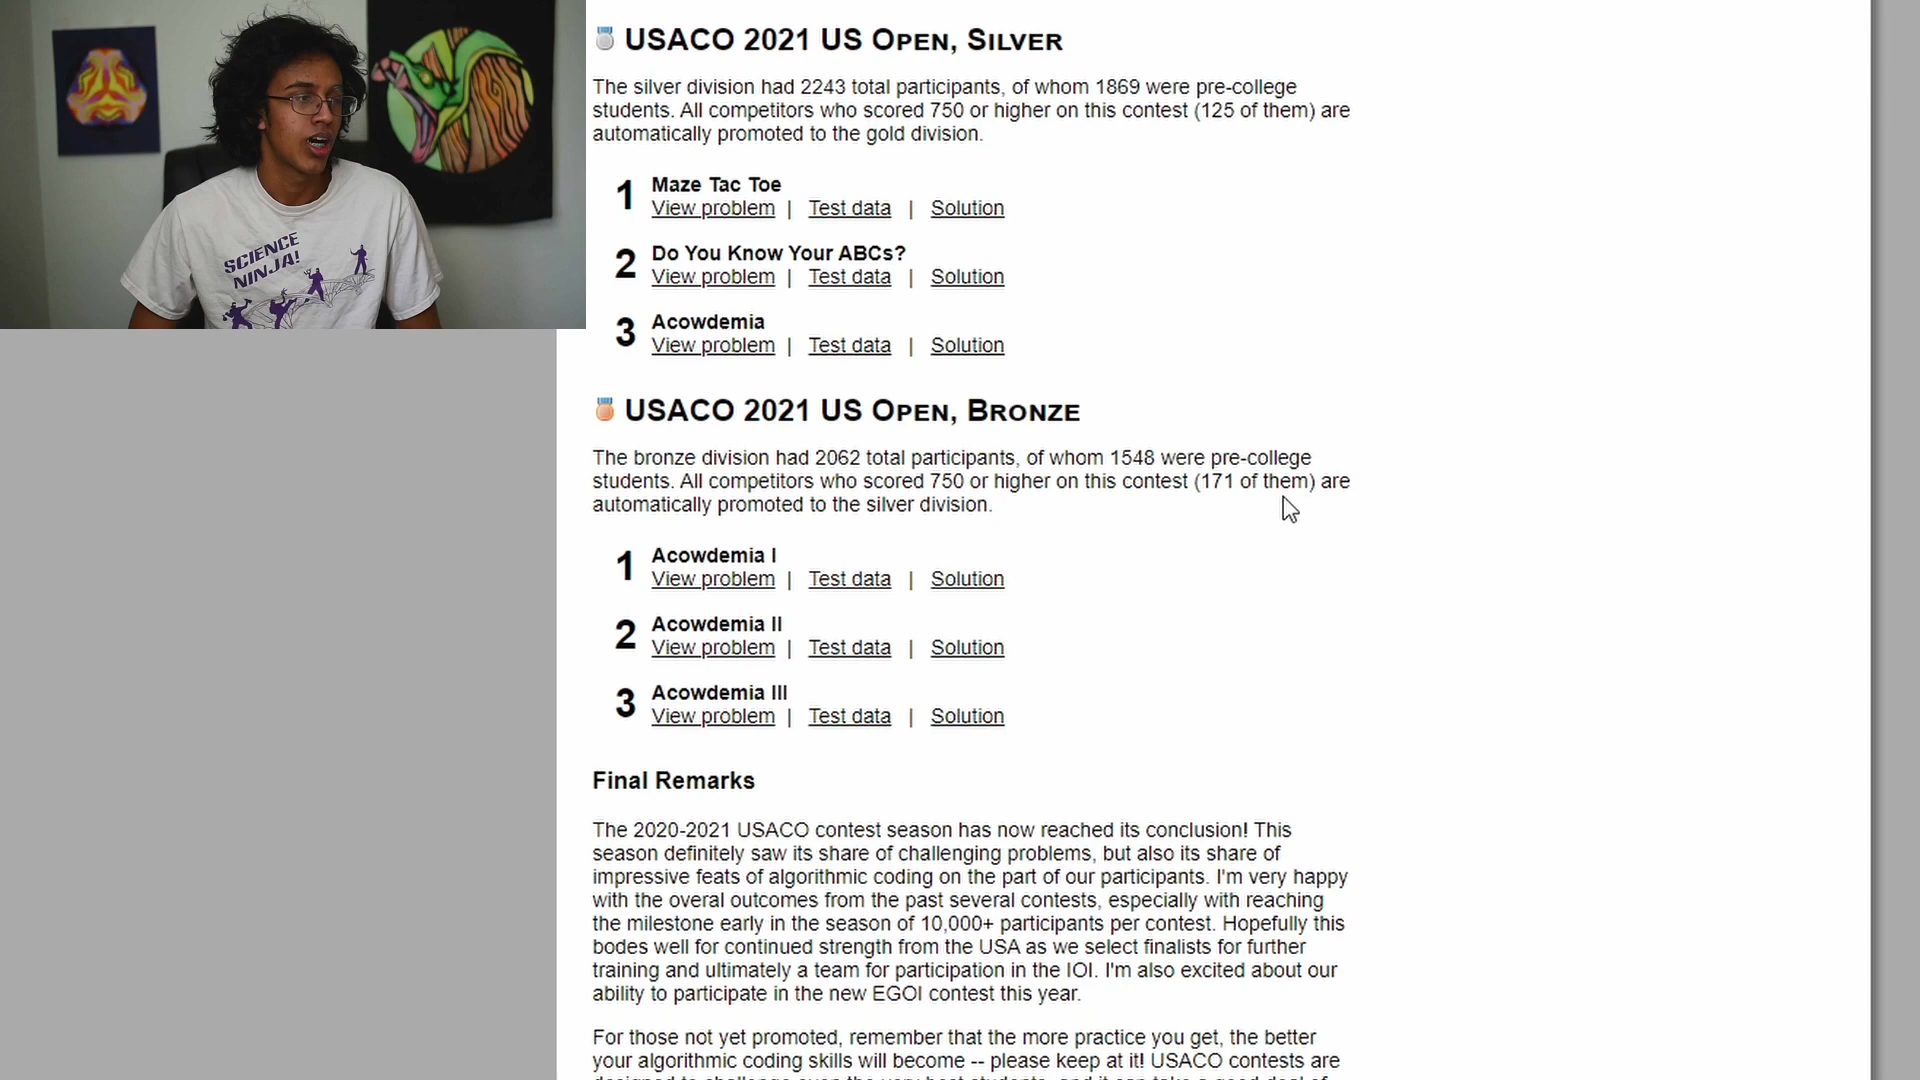 SCIENCE
NINJA!
USACO 2021 US OPEN, SILVER
The silver division had 2243 total participants, of whom 1869 were pre-college
students. All competitors who scored 750 or higher on this contest (125 of them) are
automatically promoted to the gold division.
1 Maze Tac Toe
View problem | Test data | Solution
2 Do You Know Your ABCs?
View problem | Test data | Solution
3 Acowdemia
View problem | Test data | Solution
USACO 2021 US OPEN, BRONZE
The bronze division had 2062 total participants, of whom 1548 were pre-college
students. All competitors who scored 750 or higher on this contest (171 of them) are
automatically promoted to the silver division.
1 Acowdemia I
View problem | Test data | Solution
2 Acowdemia II
View problem | Test data | Solution
3 Acowdemia III
View problem | Test data | Solution
Final Remarks
The 2020-2021 USACO contest season has now reached its conclusion! This
season definitely saw its share of challenging problems, but also its share of
impressive feats of algorithmic coding on the part of our participants. I'm very happy
with the overal outcomes from the past several contests, especially with reaching
the milestone early in the season of 10,000+ participants per contest. Hopefully this
bodes well for continued strength from the USA as we select finalists for further
training and ultimately a team for participation in the IOI. I'm also excited about our
ability to participate in the new EGOI contest this year.
For those not yet promoted, remember that the more practice you get, the better
your algorithmic coding skills will become -- please keep at it! USACO contests are